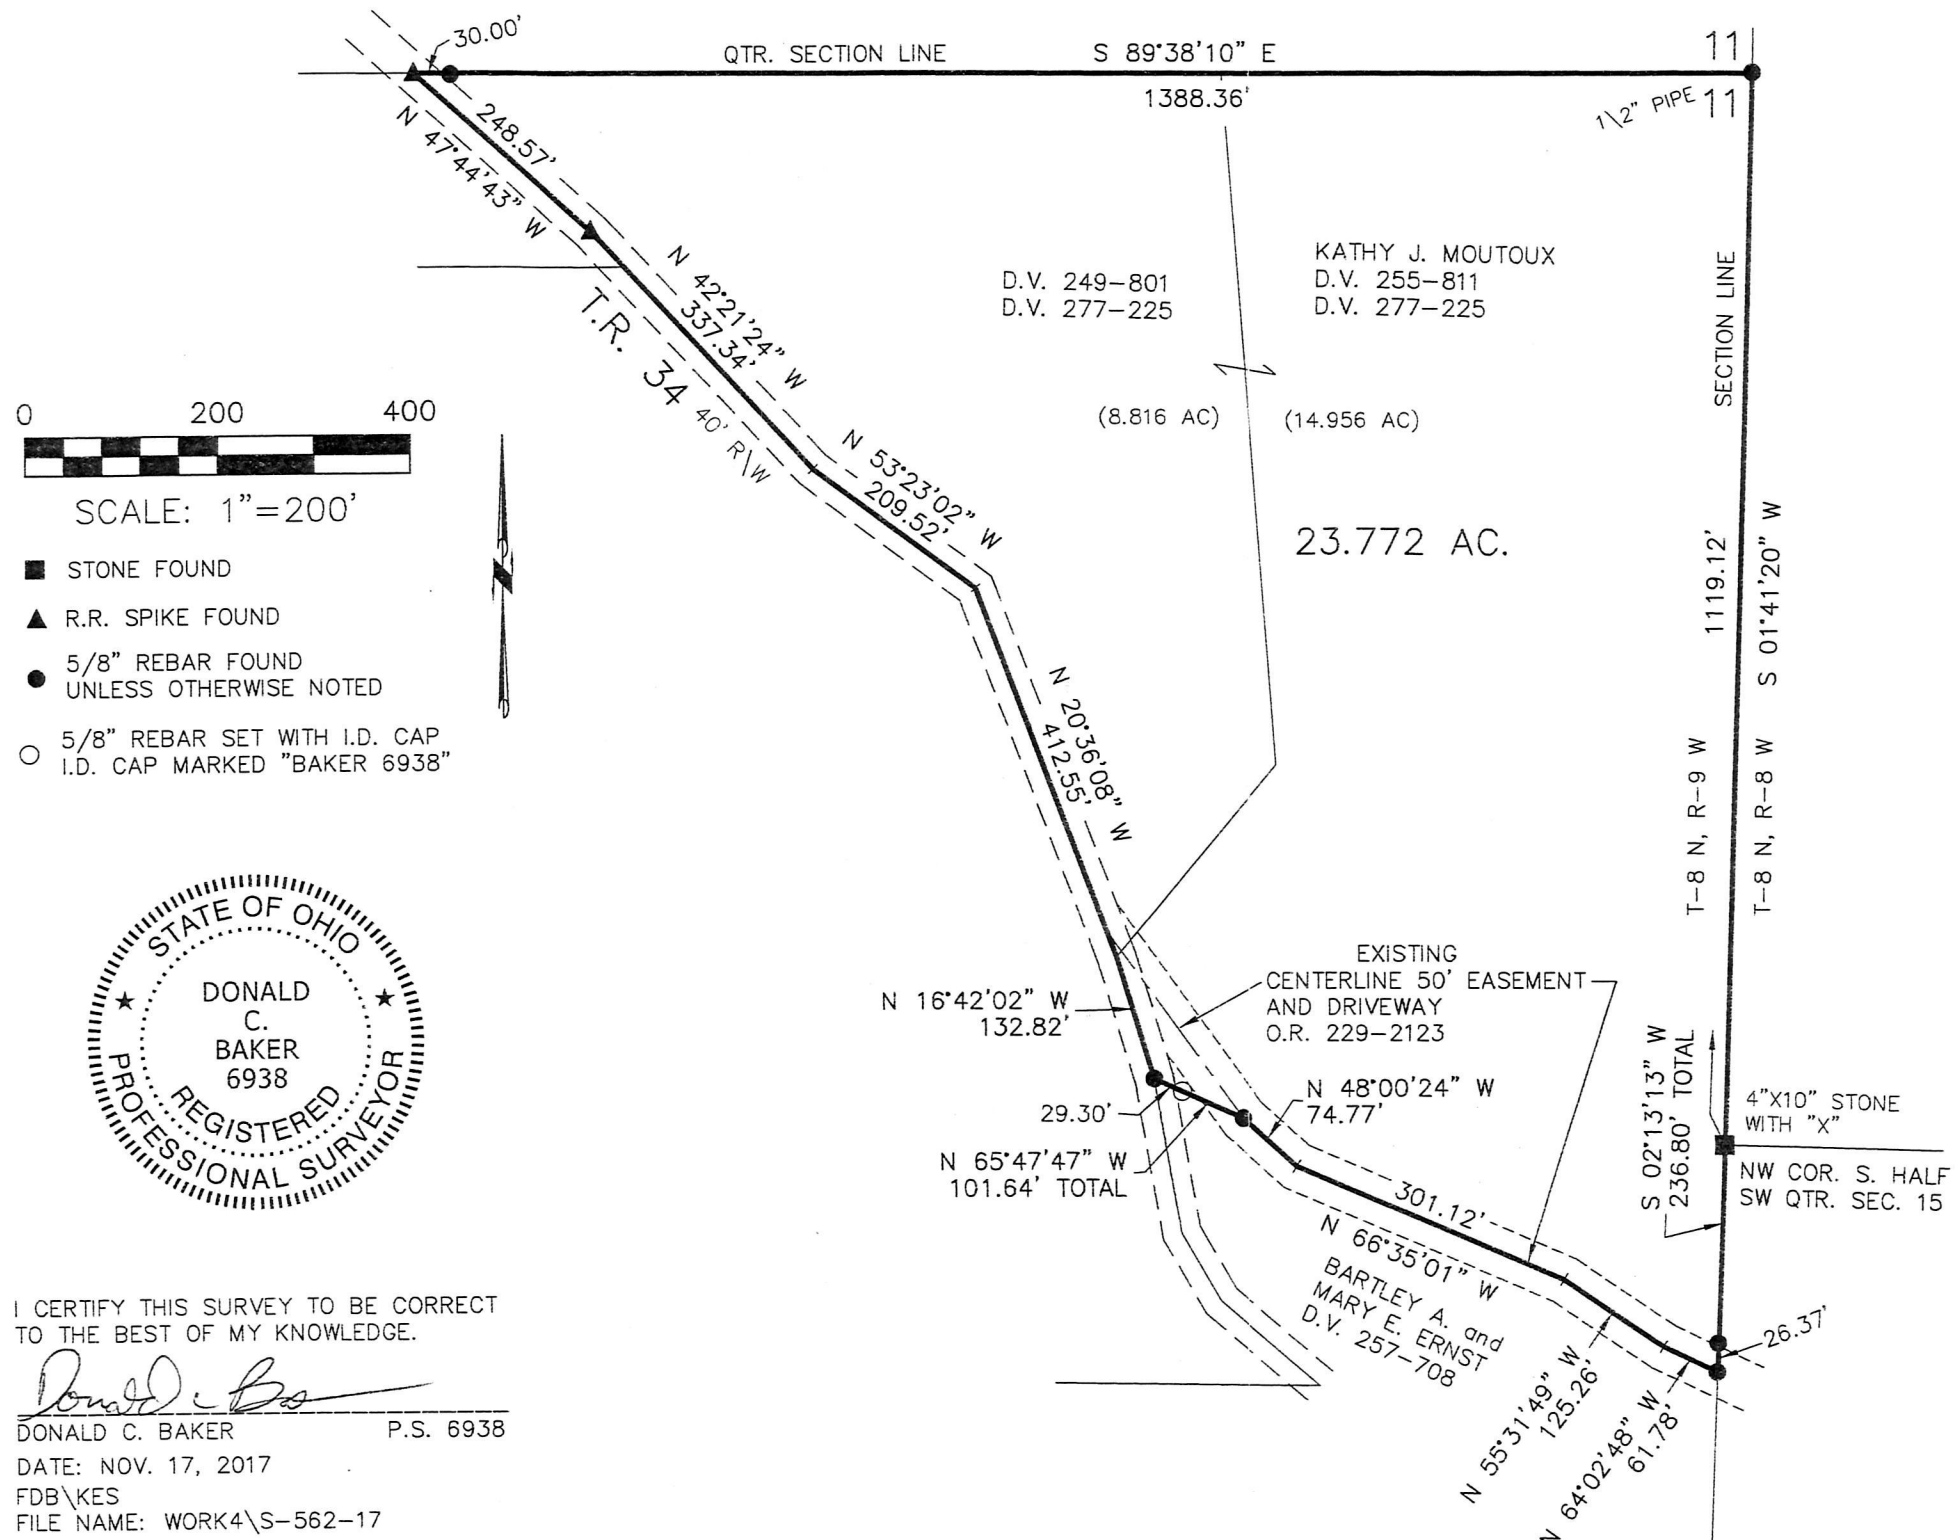 30.00'
QTR. SECTION LINE
S 89°38'10" E
1388.36'
11
11
1\2" PIPE
248.57'
N 47°44'43" W
N 42°21'24" W
337.34'
T.R. 34
40' R\W
D.V. 249-801
D.V. 277-225
KATHY J. MOUTOUX
D.V. 255-811
D.V. 277-225
SECTION LINE
(8.816 AC)
(14.956 AC)
0 200 400
SCALE: 1"=200'
N 53°23'02" W
209.52'
23.772 AC.
1119.12'
S 01°41'20" W
STONE FOUND
R.R. SPIKE FOUND
5/8" REBAR FOUND
UNLESS OTHERWISE NOTED
5/8" REBAR SET WITH I.D. CAP
I.D. CAP MARKED "BAKER 6938"
N
N 20°36'08" W
412.55'
T-8 N, R-9 W
T-8 N, R-8 W
STATE OF OHIO
DONALD
C.
BAKER
6938
REGISTERED
PROFESSIONAL SURVEYOR
EXISTING
CENTERLINE 50' EASEMENT
AND DRIVEWAY
O.R. 229-2123
N 16°42'02" W
132.82'
29.30'
N 65°47'47" W
101.64' TOTAL
N 48°00'24" W
74.77'
S 02°13'13" W
236.80' TOTAL
4"X10" STONE
WITH "X"
NW COR. S. HALF
SW QTR. SEC. 15
301.12'
N 66°35'01" W
BARTLEY A. and
MARY E. ERNST
D.V. 257-708
26.37'
N 55°31'49" W
125.26'
N 64°02'48" W
61.78'
I CERTIFY THIS SURVEY TO BE CORRECT
TO THE BEST OF MY KNOWLEDGE.
Donald C. Baker
DONALD C. BAKER P.S. 6938
DATE: NOV. 17, 2017
FDB\KES
FILE NAME: WORK4\S-562-17